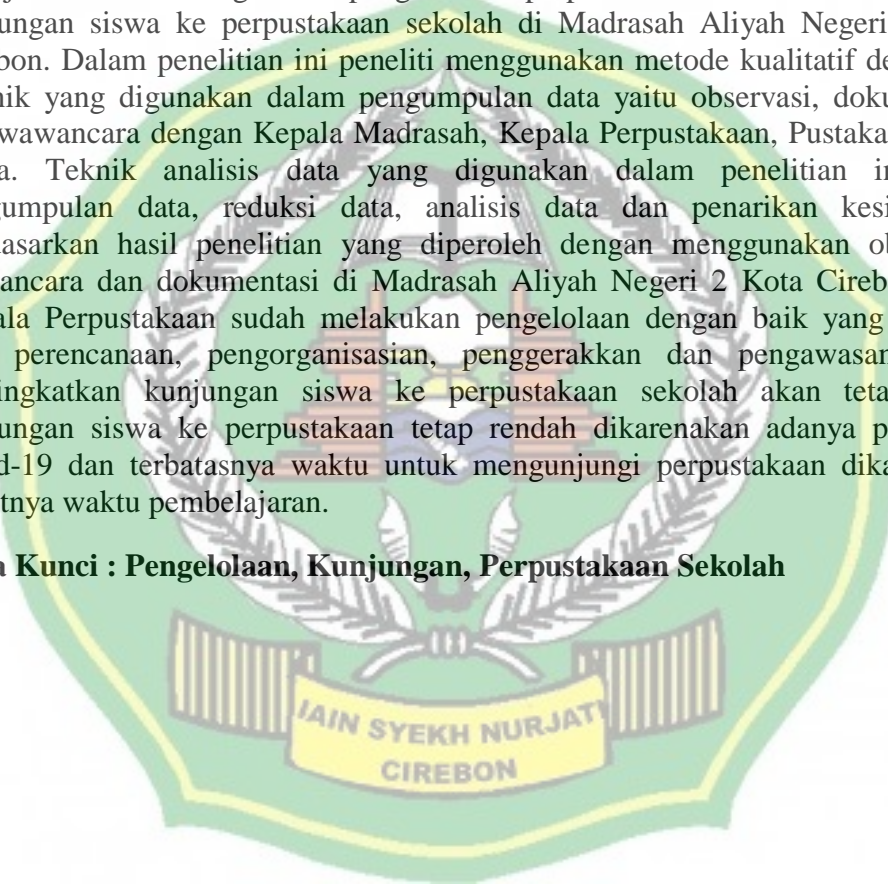 ungan siswa ke perpustakaan sekolah di Madrasah Aliyah Negeri
bon. Dalam penelitian ini peneliti menggunakan metode kualitatif de
nik yang digunakan dalam pengumpulan data yaitu observasi, doku
wawancara dengan Kepala Madrasah, Kepala Perpustakaan, Pustaka
a. Teknik analisis data yang digunakan dalam penelitian in
gumpulan data, reduksi data, analisis data dan penarikan kesi
asarkan hasil penelitian yang diperoleh dengan menggunakan ob
ancara dan dokumentasi di Madrasah Aliyah Negeri 2 Kota Cireb
ala Perpustakaan sudah melakukan pengelolaan dengan baik yang
perencanaan, pengorganisasian, penggerakkan dan pengawasan
ingkatkan kunjungan siswa ke perpustakaan sekolah akan teta
ungan siswa ke perpustakaan tetap rendah dikarenakan adanya p
d-19 dan terbatasnya waktu untuk mengunjungi perpustakaan dika
tnya waktu pembelajaran.
a Kunci : Pengelolaan, Kunjungan, Perpustakaan Sekolah
IAIN SYEKH NURJATI
CIREBON